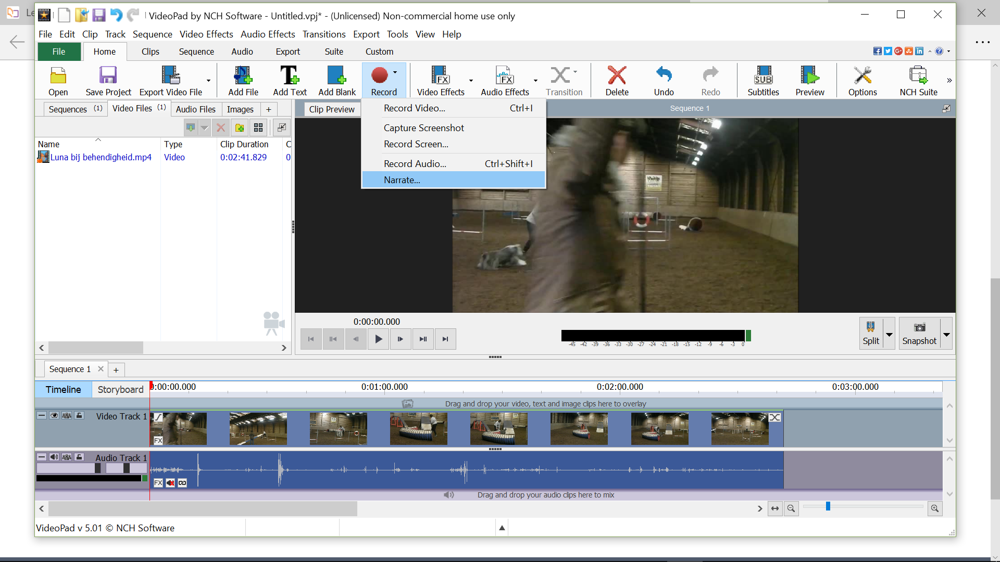 Le
VideoPad by NCH Software - Untitled.vpj* - (Unlicensed) Non-commercial home use only
File Edit Clip Track Sequence Video Effects Audio Effects Transitions Export Tools View Help
File Home Clips Sequence Audio Export Suite Custom
Open Save Project Export Video File Add File Add Text Add Blank Record Video Effects Audio Effects Transition Delete Undo Redo Subtitles Preview Options NCH Suite »
Sequences (1) Video Files (1) Audio Files Images +
Clip Preview Sequence 1
Record Video... Ctrl+I
Capture Screenshot
Record Screen...
Record Audio... Ctrl+Shift+I
Narrate...
Name Type Clip Duration C
Luna bij behendigheid.mp4 Video 0:02:41.829 0
0:00:00.000
-45 -42 -39 -36 -33 -30 -27 -24 -21 -18 -15 -12 -9 -6 -3 0
Split Snapshot
Sequence 1 +
Timeline Storyboard
0:00:00.000 0:01:00.000 0:02:00.000 0:03:00.000
Drag and drop your video, text and image clips here to overlay
Video Track 1
FX
Audio Track 1
FX
Drag and drop your audio clips here to mix
VideoPad v 5.01 © NCH Software